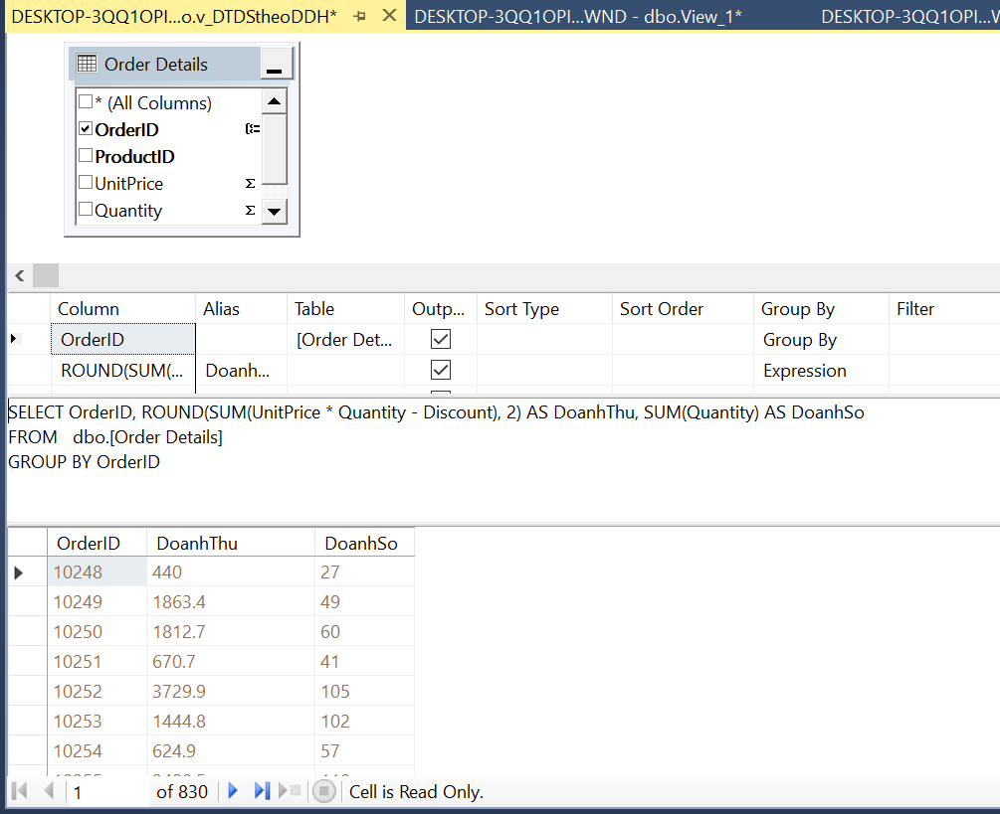 DESKTOP-3QQ1OPI...o.v_DTDStheoDDH* DESKTOP-3QQ1OPI...WND - dbo.View_1* DESKTOP-3QQ1OPI...W
Order Details
* (All Columns)
OrderID
ProductID
UnitPrice Σ
Quantity Σ
Column Alias Table Outp... Sort Type Sort Order Group By Filter
OrderID [Order Det... Group By
ROUND(SUM(... Doanh... Expression
SELECT OrderID, ROUND(SUM(UnitPrice * Quantity - Discount), 2) AS DoanhThu, SUM(Quantity) AS DoanhSo
FROM dbo.[Order Details]
GROUP BY OrderID
OrderID DoanhThu DoanhSo
10248 440 27
10249 1863.4 49
10250 1812.7 60
10251 670.7 41
10252 3729.9 105
10253 1444.8 102
10254 624.9 57
1 of 830 Cell is Read Only.